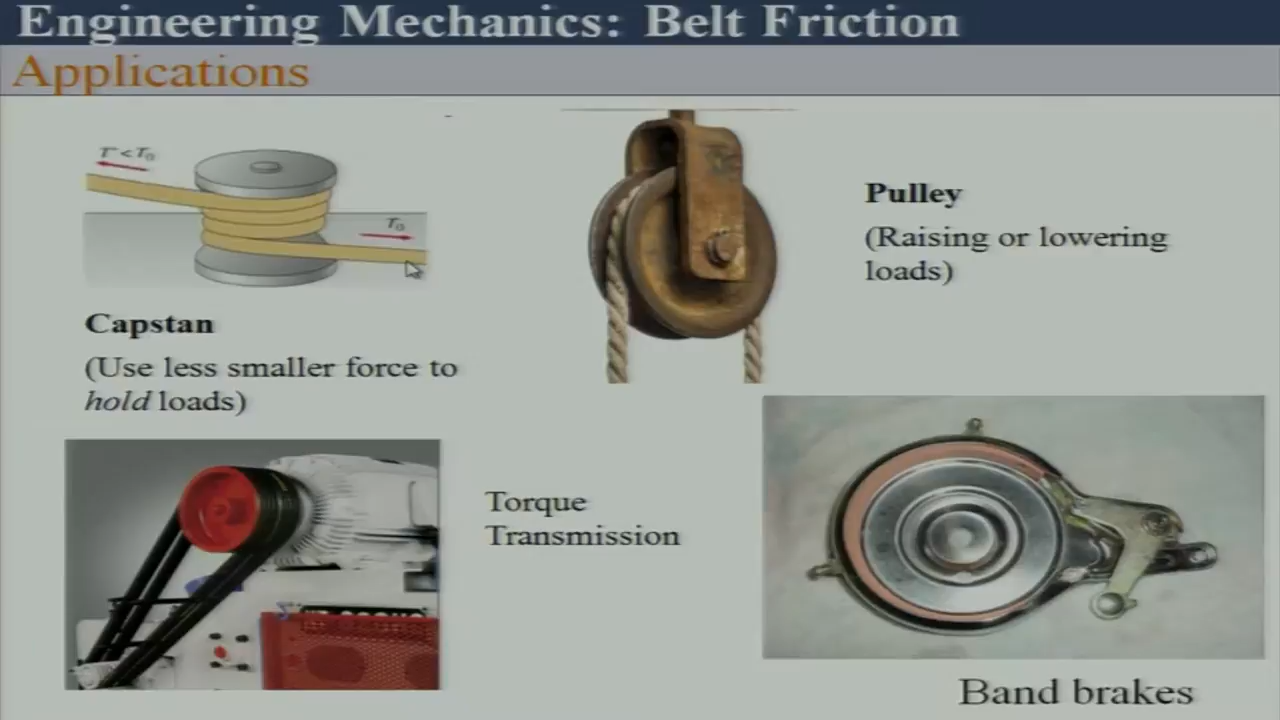 Engineering Mechanics: Belt Friction
Applications
T < T₀
T₀
Capstan
(Use less smaller force to
hold loads)
Pulley
(Raising or lowering
loads)
Torque
Transmission
Band brakes